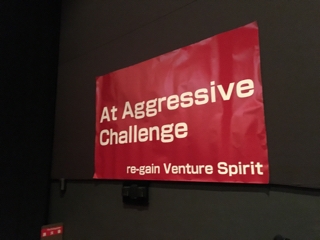 At Aggressive
Challenge
re-gain Venture Spirit